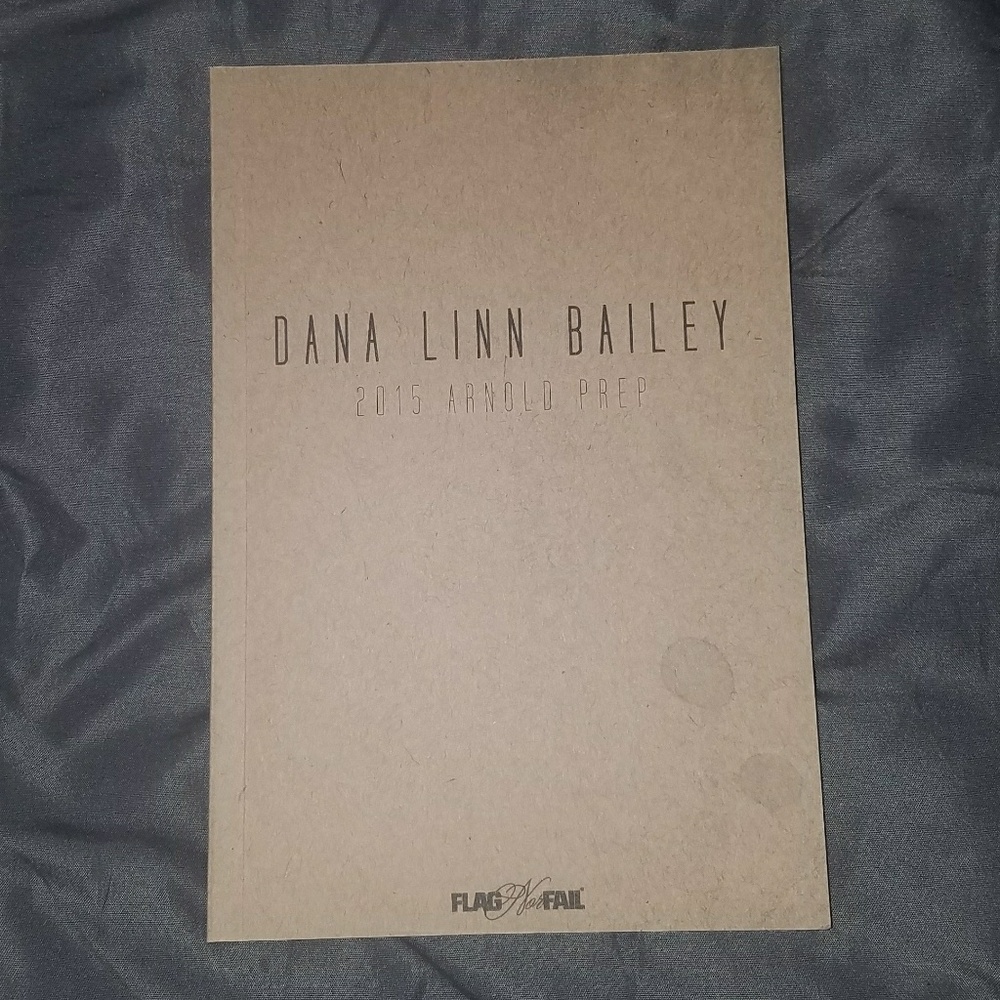 DANA LINN BAILEY
2015 ARNOLD PREP
FLAG Nor FAIL